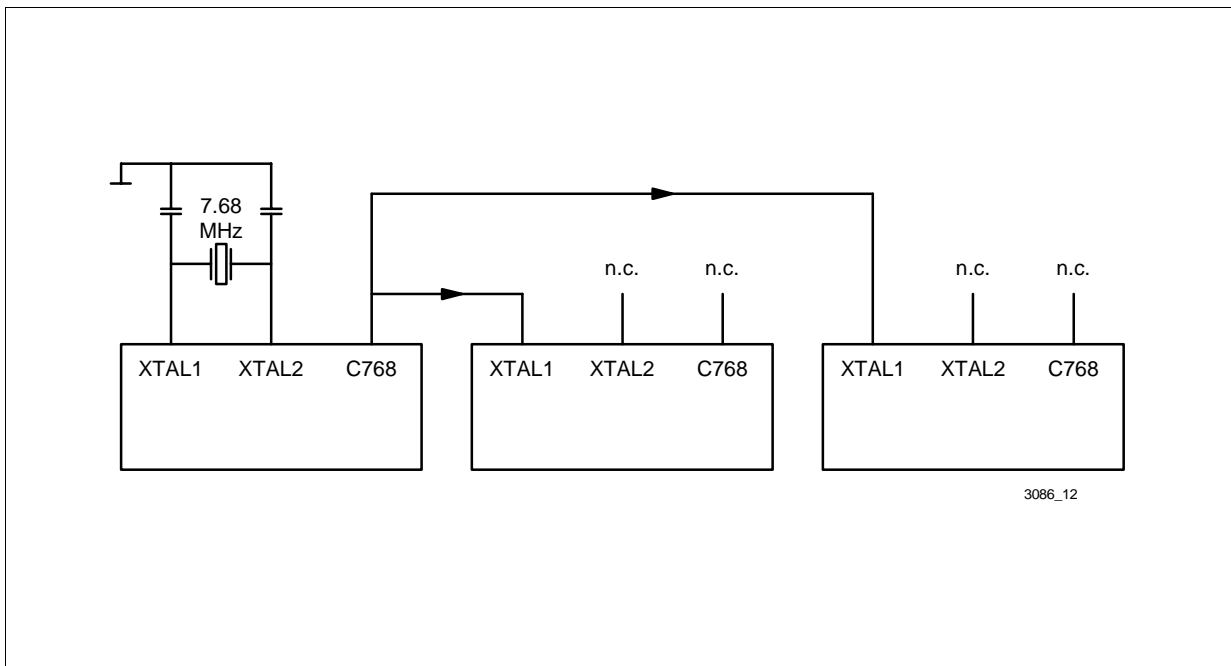 7.68
MHz
n.c. n.c. n.c. n.c.
XTAL1 XTAL2 C768 XTAL1 XTAL2 C768 XTAL1 XTAL2 C768
3086_12